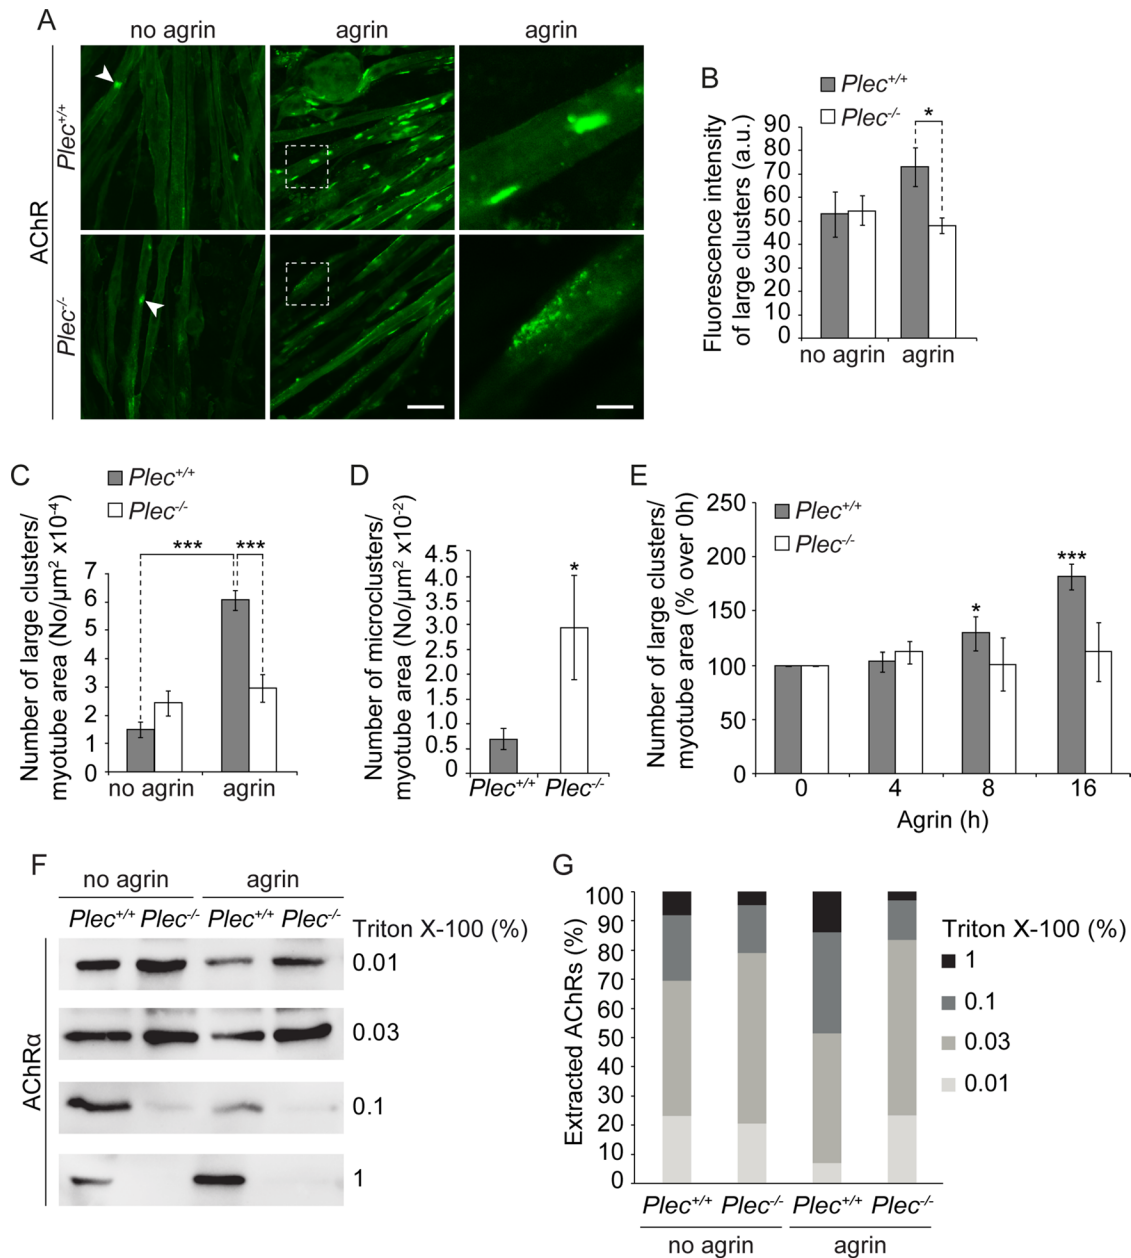 A
no agrin
agrin
agrin
AChR
Plec+/+
Plec-/-
B
Plec+/+
Plec-/-
Fluorescence intensity
of large clusters (a.u.)
90
80
70
60
50
40
30
20
10
0
*
no agrin
agrin
C
Plec+/+
Plec-/-
Number of large clusters/
myotube area (No/µm² x10-4)
7
6
5
4
3
2
1
0
***
***
no agrin
agrin
D
Number of microclusters/
myotube area (No/µm² x10-2)
4.5
4.0
3.5
3.0
2.5
2.0
1.5
1.0
0.5
0
*
Plec+/+
Plec-/-
E
Plec+/+
Plec-/-
Number of large clusters/
myotube area (% over 0h)
250
200
150
100
50
0
*
***
0
4
8
16
Agrin (h)
F
no agrin
agrin
Plec+/+ Plec-/- Plec+/+ Plec-/-
Triton X-100 (%)
AChRα
0.01
0.03
0.1
1
G
Extracted AChRs (%)
100
90
80
70
60
50
40
30
20
10
0
Triton X-100 (%)
1
0.1
0.03
0.01
Plec+/+ Plec-/- Plec+/+ Plec-/-
no agrin
agrin